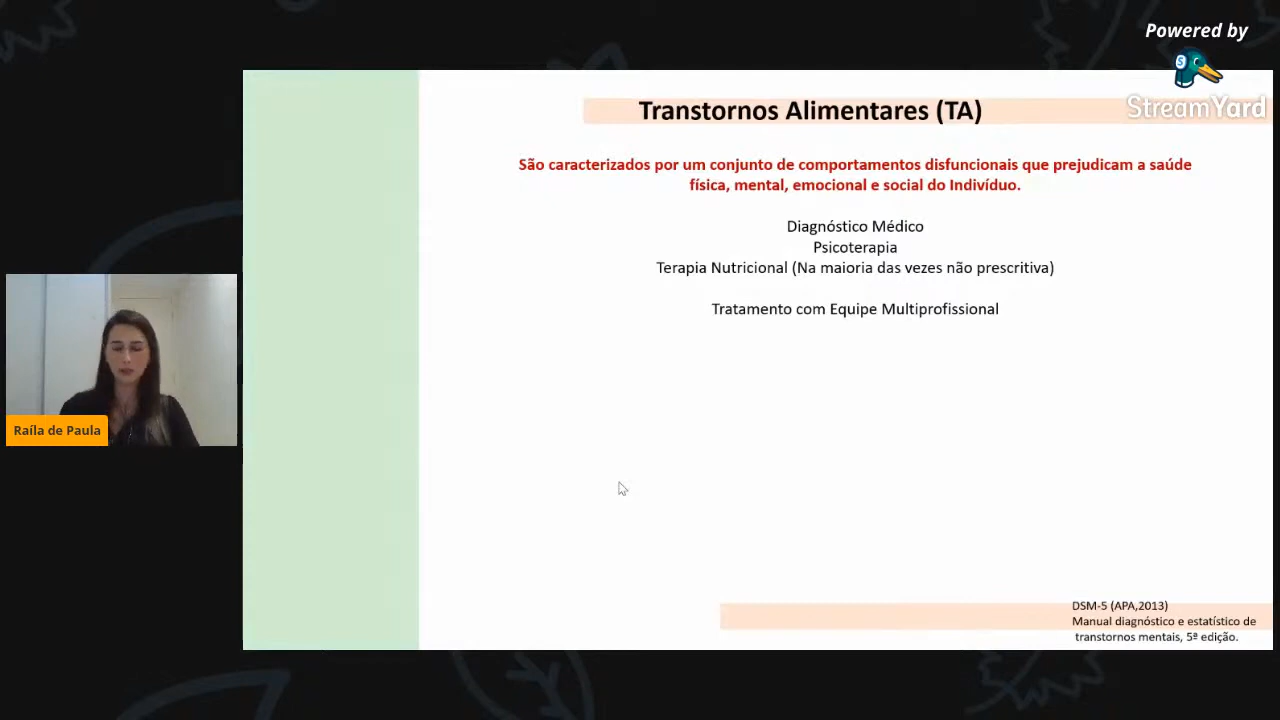 Powered by
StreamYard
Transtornos Alimentares (TA)
São caracterizados por um conjunto de comportamentos disfuncionais que prejudicam a saúde
física, mental, emocional e social do Indivíduo.
Diagnóstico Médico
Psicoterapia
Terapia Nutricional (Na maioria das vezes não prescritiva)
Tratamento com Equipe Multiprofissional
Raíla de Paula
DSM-5 (APA,2013)
Manual diagnóstico e estatístico de
transtornos mentais, 5ª edição.